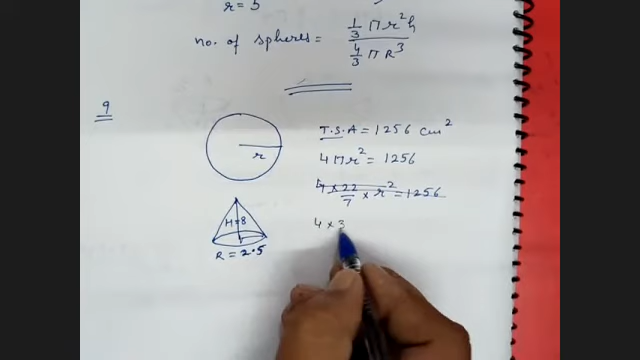 r = 5
no. of spheres = 1/3 πr²h / 4/3 πR³
9
r
T.S.A = 1256 cm²
4πr² = 1256
4 × 22/7 × r² = 1256
H=8
R = 2.5
4 × 3